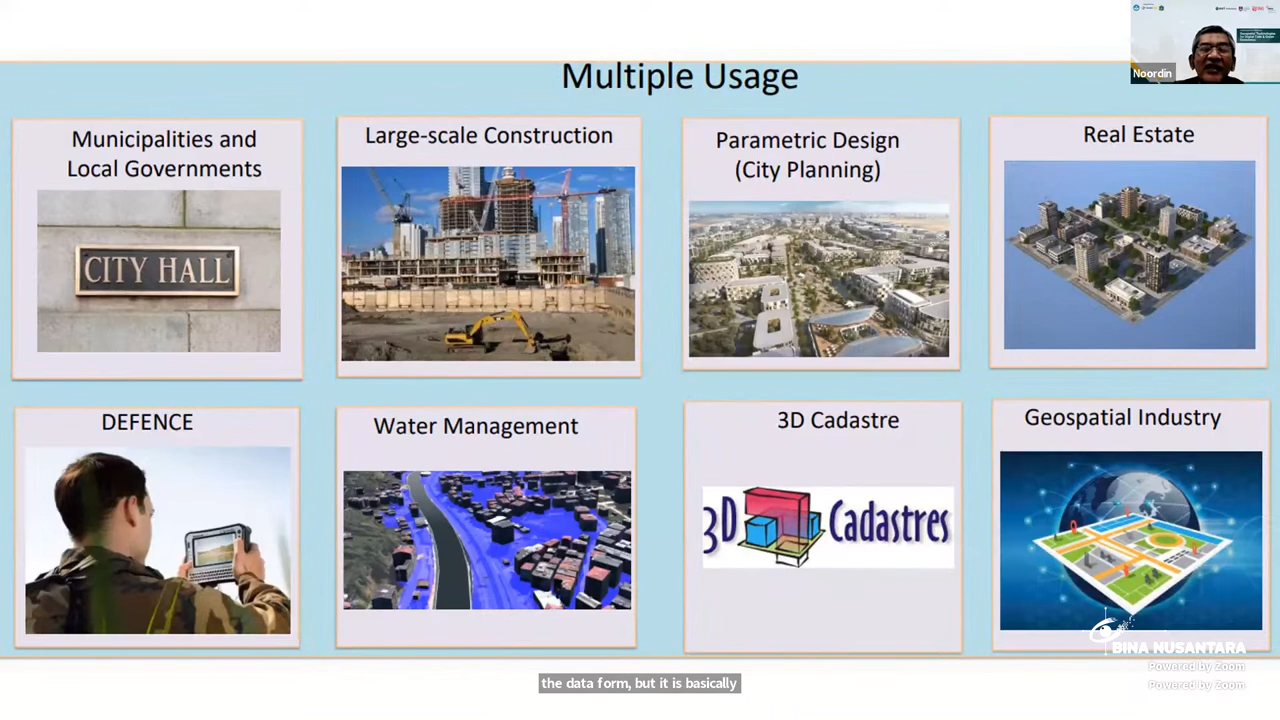 Multiple Usage
Noordin
Municipalities and
Local Governments
CITY HALL
Large-scale Construction
Parametric Design
(City Planning)
Real Estate
DEFENCE
Water Management
3D Cadastre
3D Cadastres
Geospatial Industry
BINA NUSANTARA
Powered by Zoom
Powered by Zoom
the data form, but it is basically